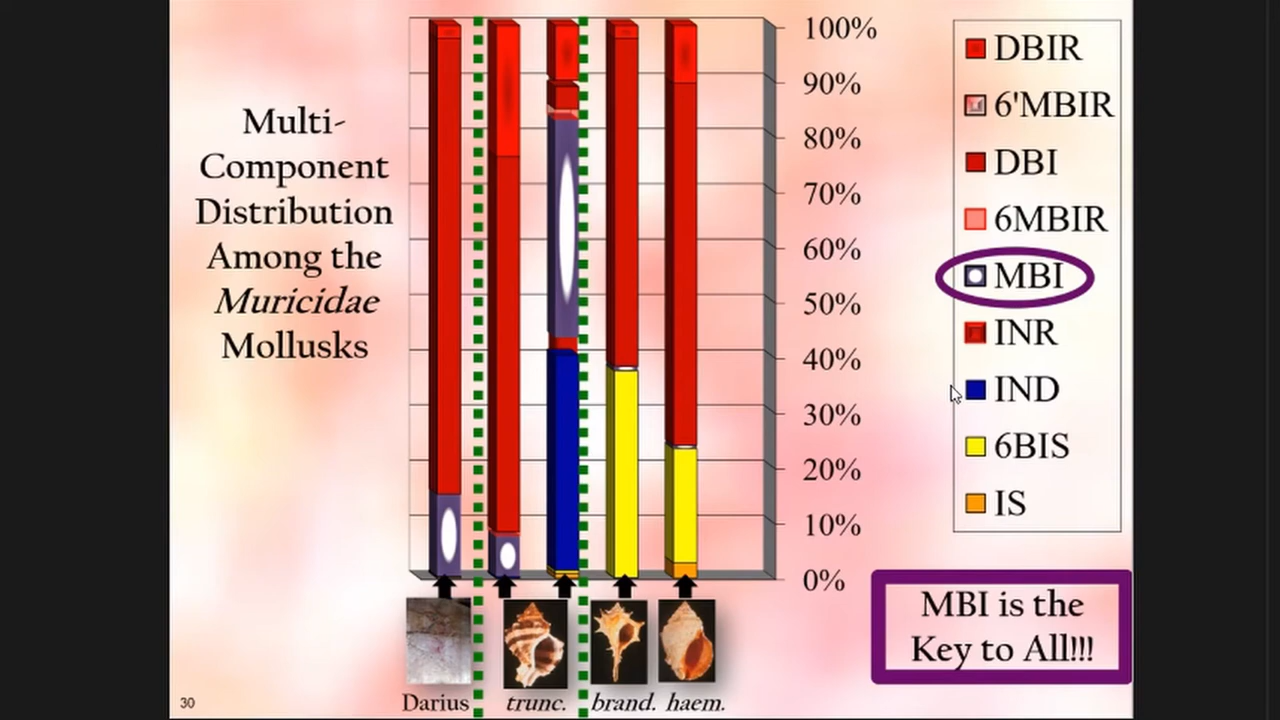 Multi-
Component
Distribution
Among the
Muricidae
Mollusks
100%
90%
80%
70%
60%
50%
40%
30%
20%
10%
0%
DBIR
6'MBIR
DBI
6MBIR
MBI
INR
IND
6BIS
IS
MBI is the
Key to All!!!
Darius trunc. brand. haem.
30